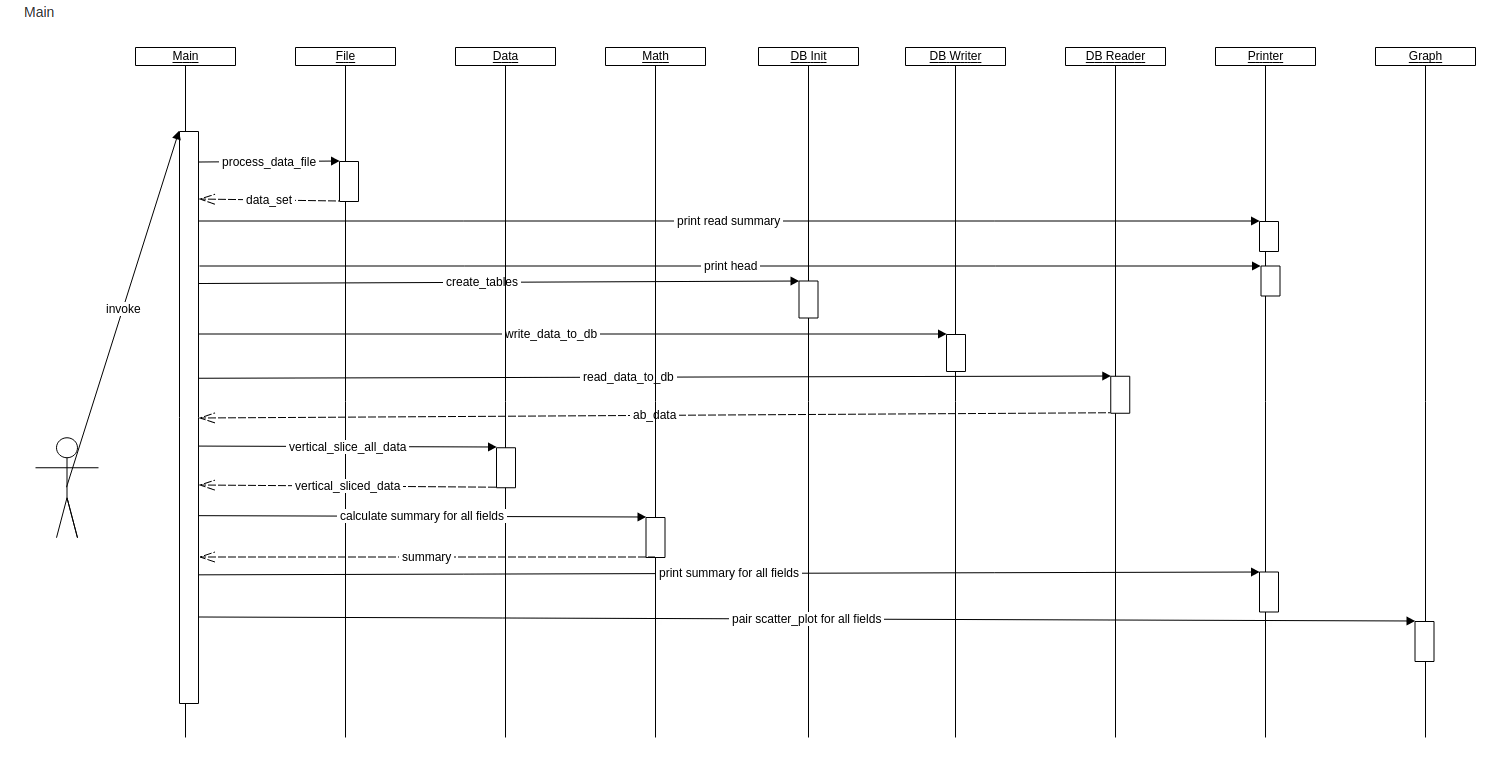 Main
Main
File
Data
Math
DB Init
DB Writer
DB Reader
Printer
Graph
process_data_file
data_set
print read summary
print head
create_tables
invoke
write_data_to_db
read_data_to_db
ab_data
vertical_slice_all_data
vertical_sliced_data
calculate summary for all fields
summary
print summary for all fields
pair scatter_plot for all fields